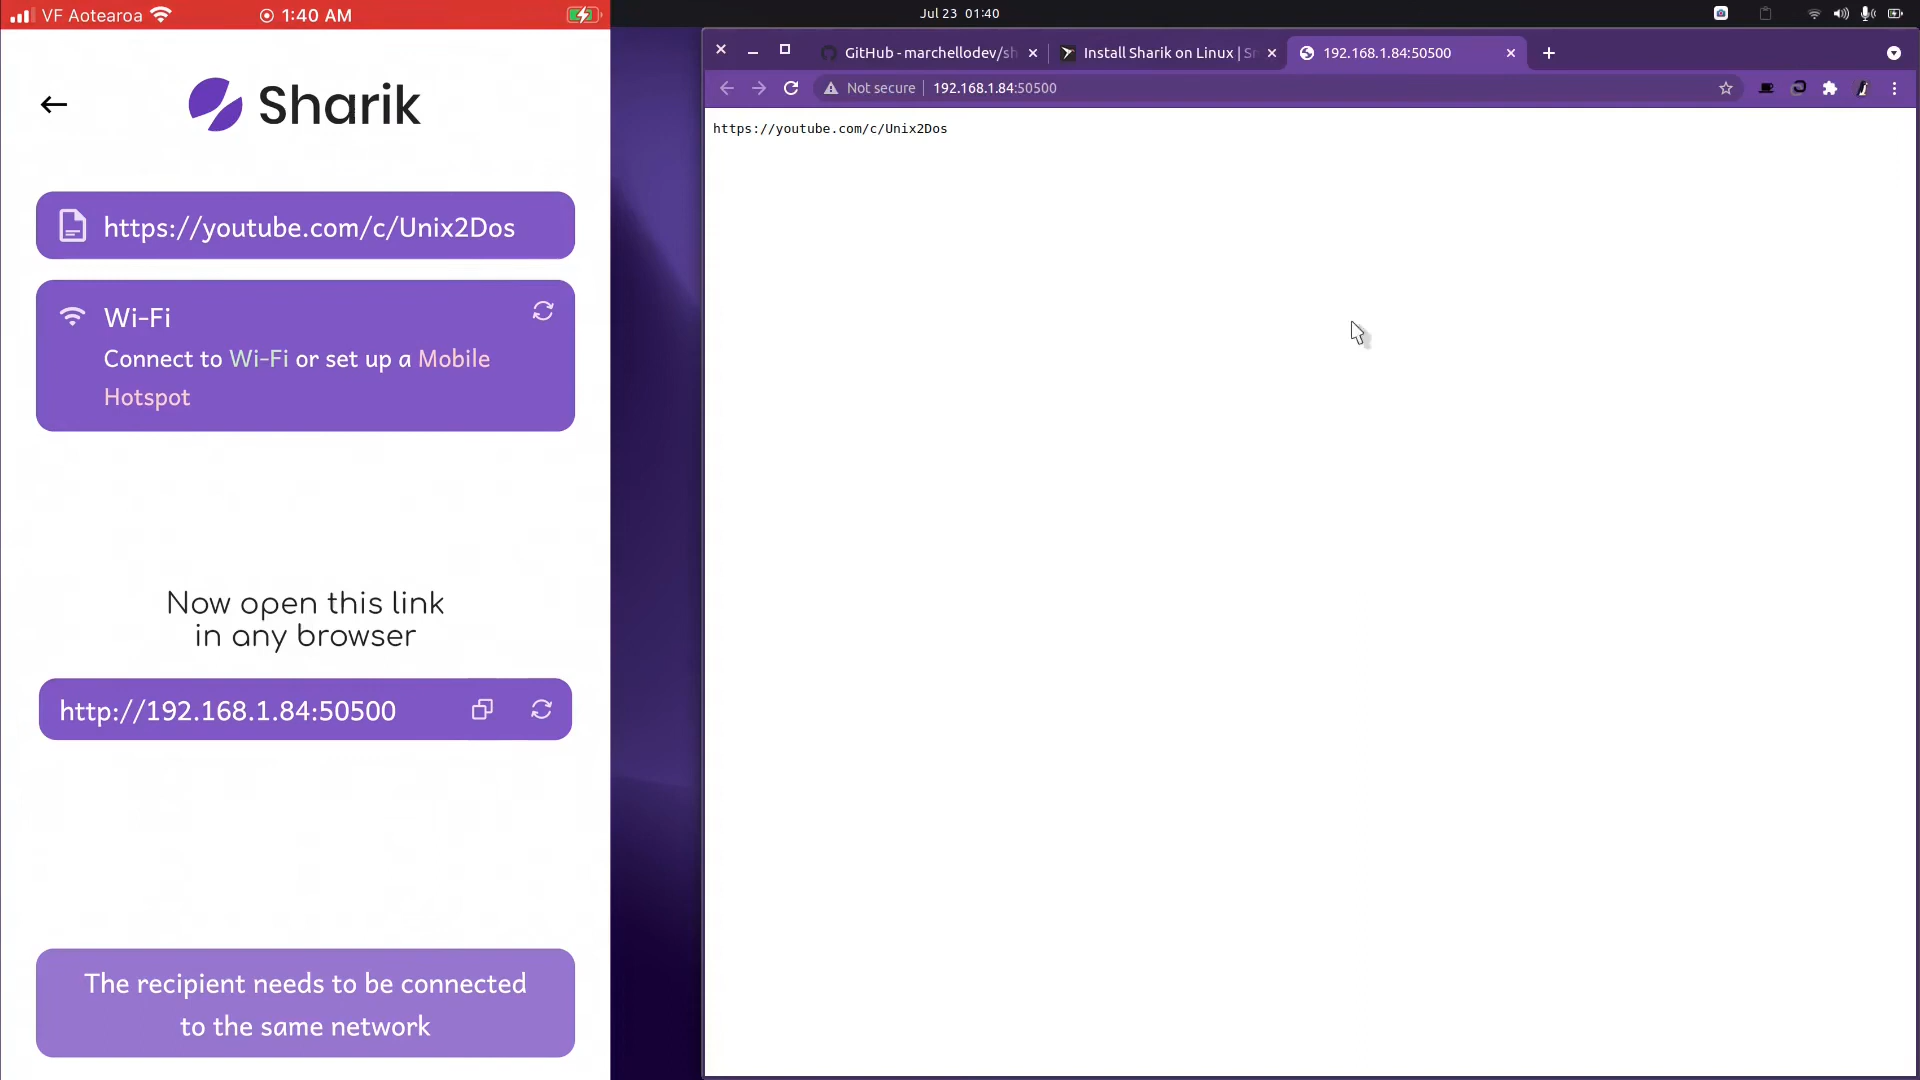 VF Aotearoa
1:40 AM
Sharik
https://youtube.com/c/Unix2Dos
Wi-Fi
Connect to Wi-Fi or set up a Mobile
Hotspot
Now open this link
in any browser
http://192.168.1.84:50500
The recipient needs to be connected
to the same network
Jul 23 01:40
GitHub - marchellodev/sh
Install Sharik on Linux | Sn
192.168.1.84:50500
Not secure
192.168.1.84:50500
https://youtube.com/c/Unix2Dos